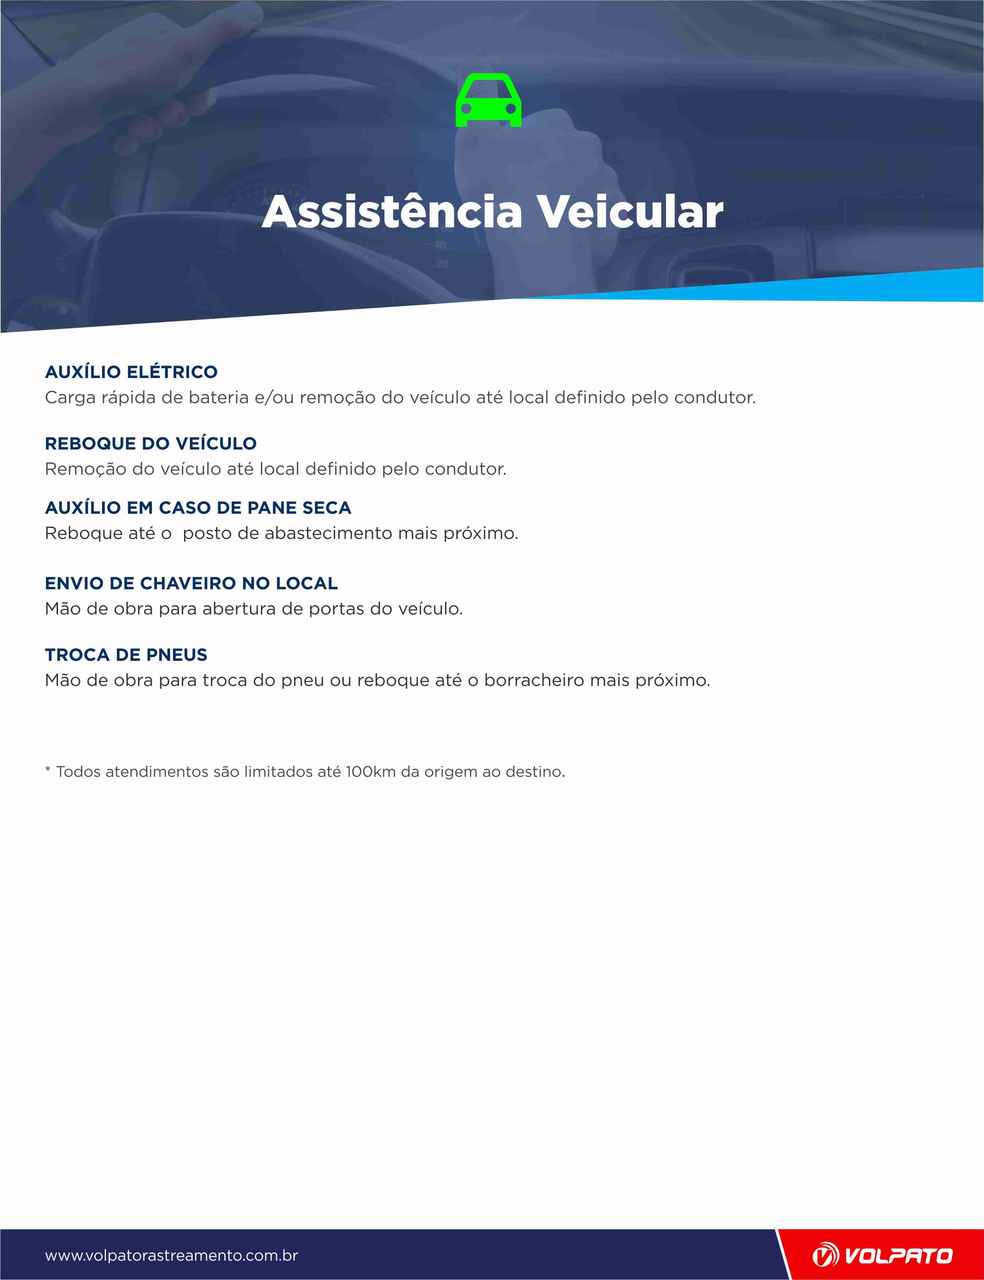 Assistência Veicular
AUXÍLIO ELÉTRICO
Carga rápida de bateria e/ou remoção do veículo até local definido pelo condutor.
REBOQUE DO VEÍCULO
Remoção do veículo até local definido pelo condutor.
AUXÍLIO EM CASO DE PANE SECA
Reboque até o posto de abastecimento mais próximo.
ENVIO DE CHAVEIRO NO LOCAL
Mão de obra para abertura de portas do veículo.
TROCA DE PNEUS
Mão de obra para troca do pneu ou reboque até o borracheiro mais próximo.
* Todos atendimentos são limitados até 100km da origem ao destino.
www.volpatorastreamento.com.br
VOLPATO